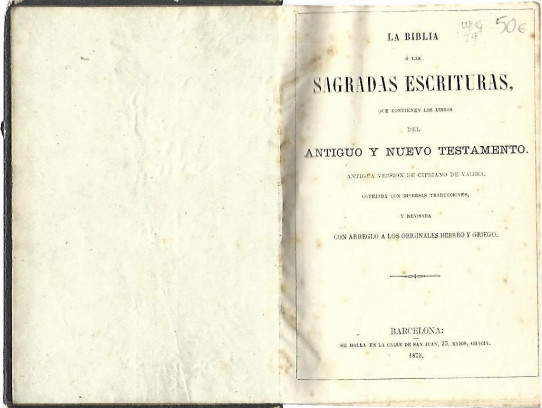 50€
LA BIBLIA
Ó LAS
SAGRADAS ESCRITURAS,
QUE CONTIENEN LOS LIBROS
DEL
ANTIGUO Y NUEVO TESTAMENTO.
ANTIGUA VERSION DE CIPRIANO DE VALERA,
COTEJADA CON DIVERSAS TRADUCCIONES,
Y REVISADA
CON ARREGLO A LOS ORIGINALES HEBREO Y GRIEGO.
BARCELONA:
SE HALLA EN LA CALLE DE SAN JUAN, 23, BAJOS, GRACIA.